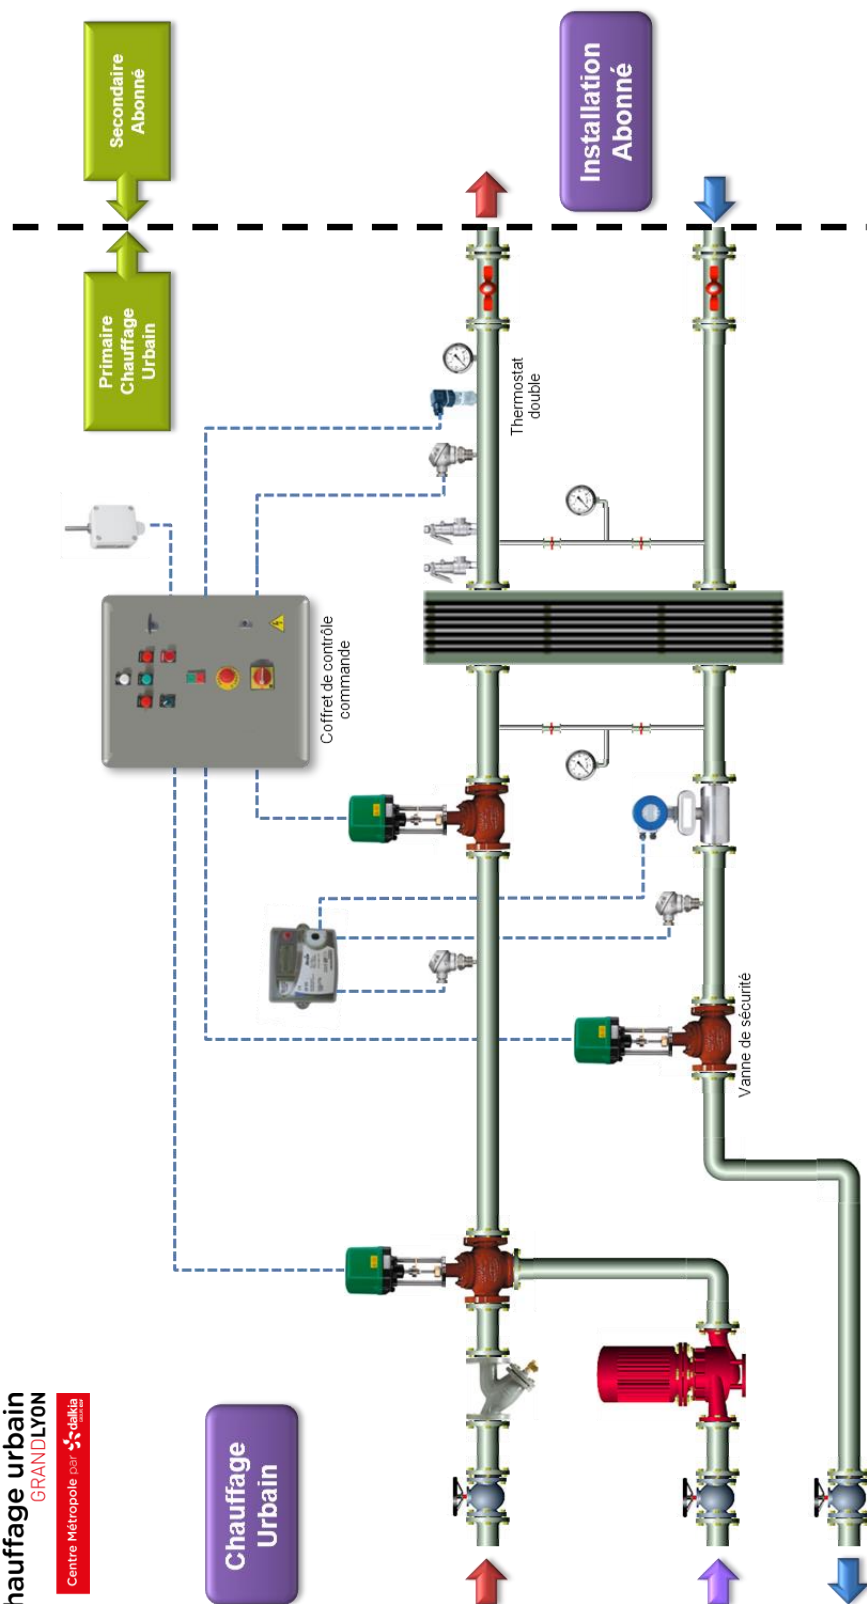 Secondaire
Abonné
Primaire
Chauffage
Urbain
Installation
Abonné
Thermostat
double
Coffret de contrôle
commande
Vanne de sécurité
Chauffage
Urbain
hauffage urbain
GRANDLYON
Centre Métropole par dalkia